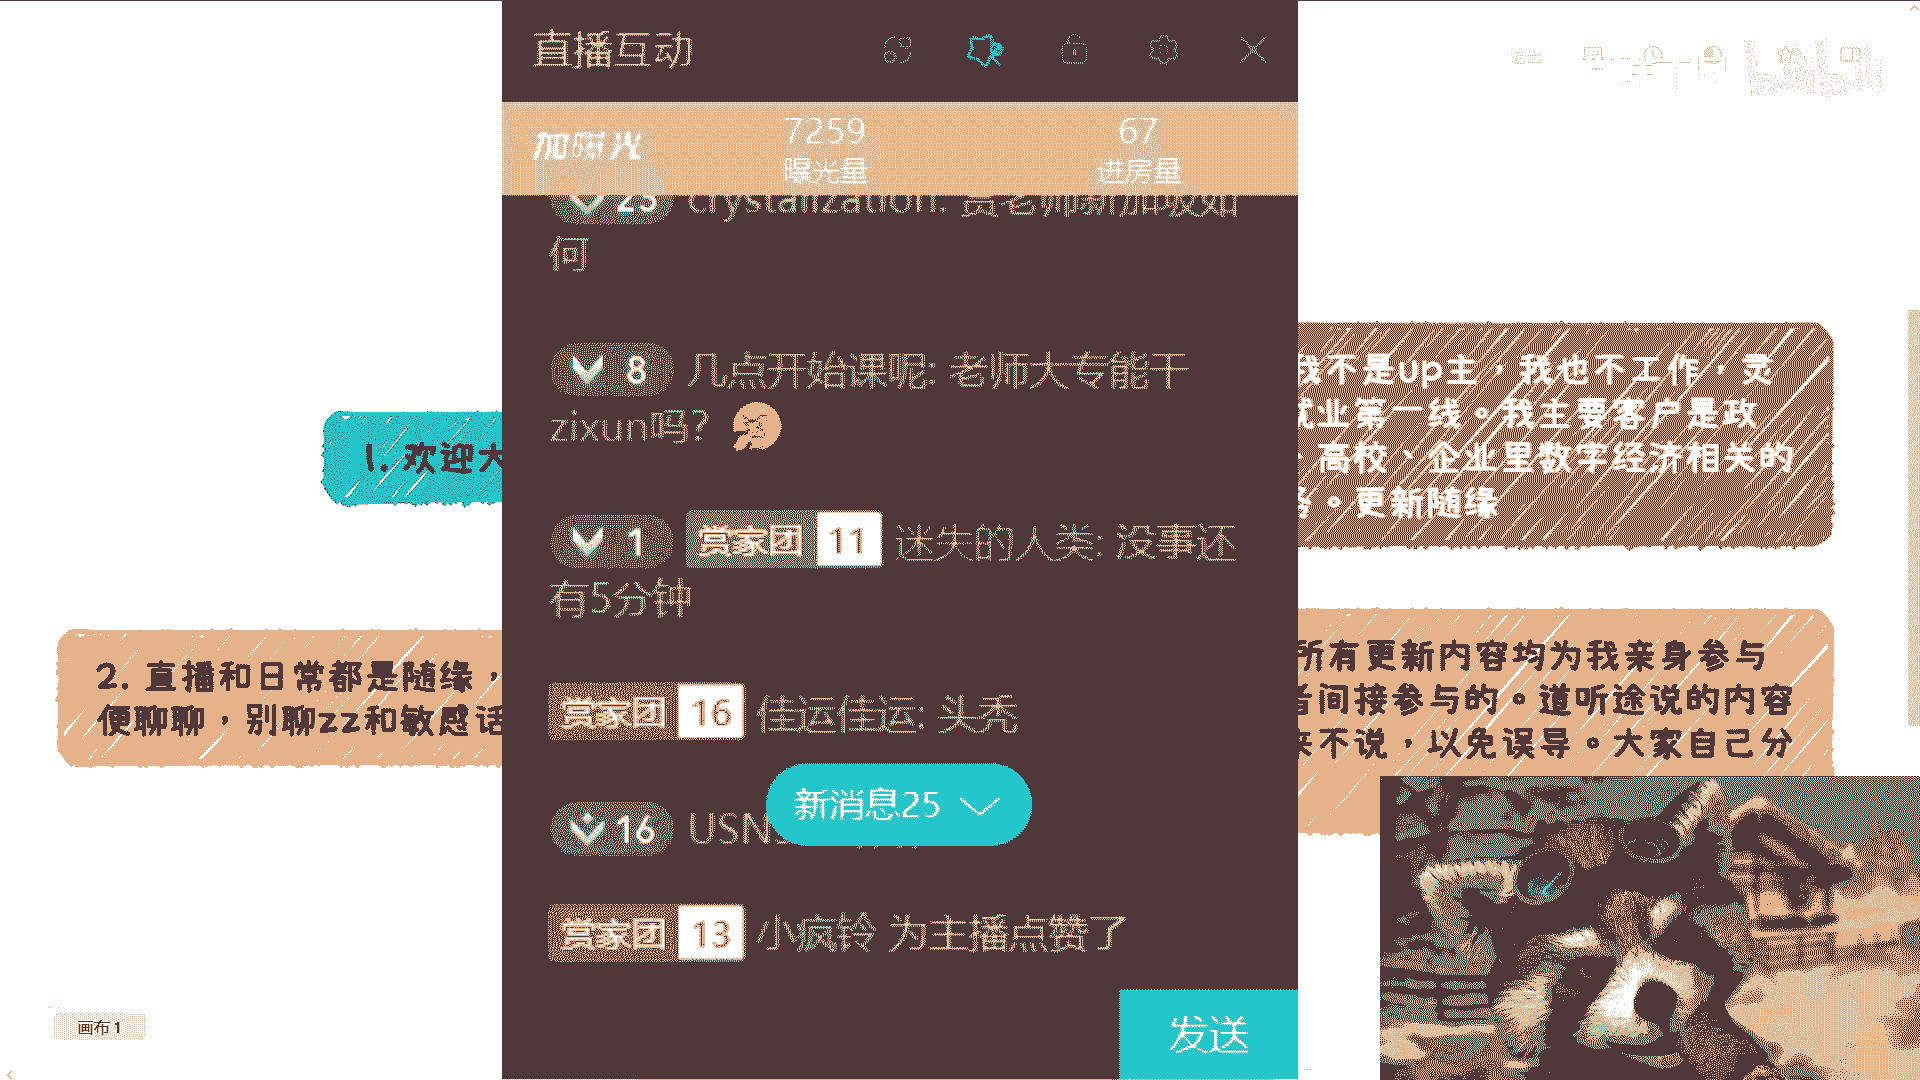 直播互动
加曝光
7259
曝光量
67
进房量
25 crystalization: 赏老师新加坡如
何
8 几点开始课呢: 老师大专能干
zixun吗?
1 赏家团 11 迷失的人类: 没事还
有5分钟
赏家团 16 佳运佳运: 头秃
16 USN
新消息25
赏家团 13 小疯铃 为主播点赞了
发送
1. 欢迎大
2. 直播和日常都是随缘，
便聊聊，别聊zz和敏感话
我不是up主，我也不工作，灵
就业第一线。我主要客户是政
、高校、企业里数字经济相关的
。更新随缘
所有更新内容均为我亲身参与
者间接参与的。道听途说的内容
来不说，以免误导。大家自己分
画布 1